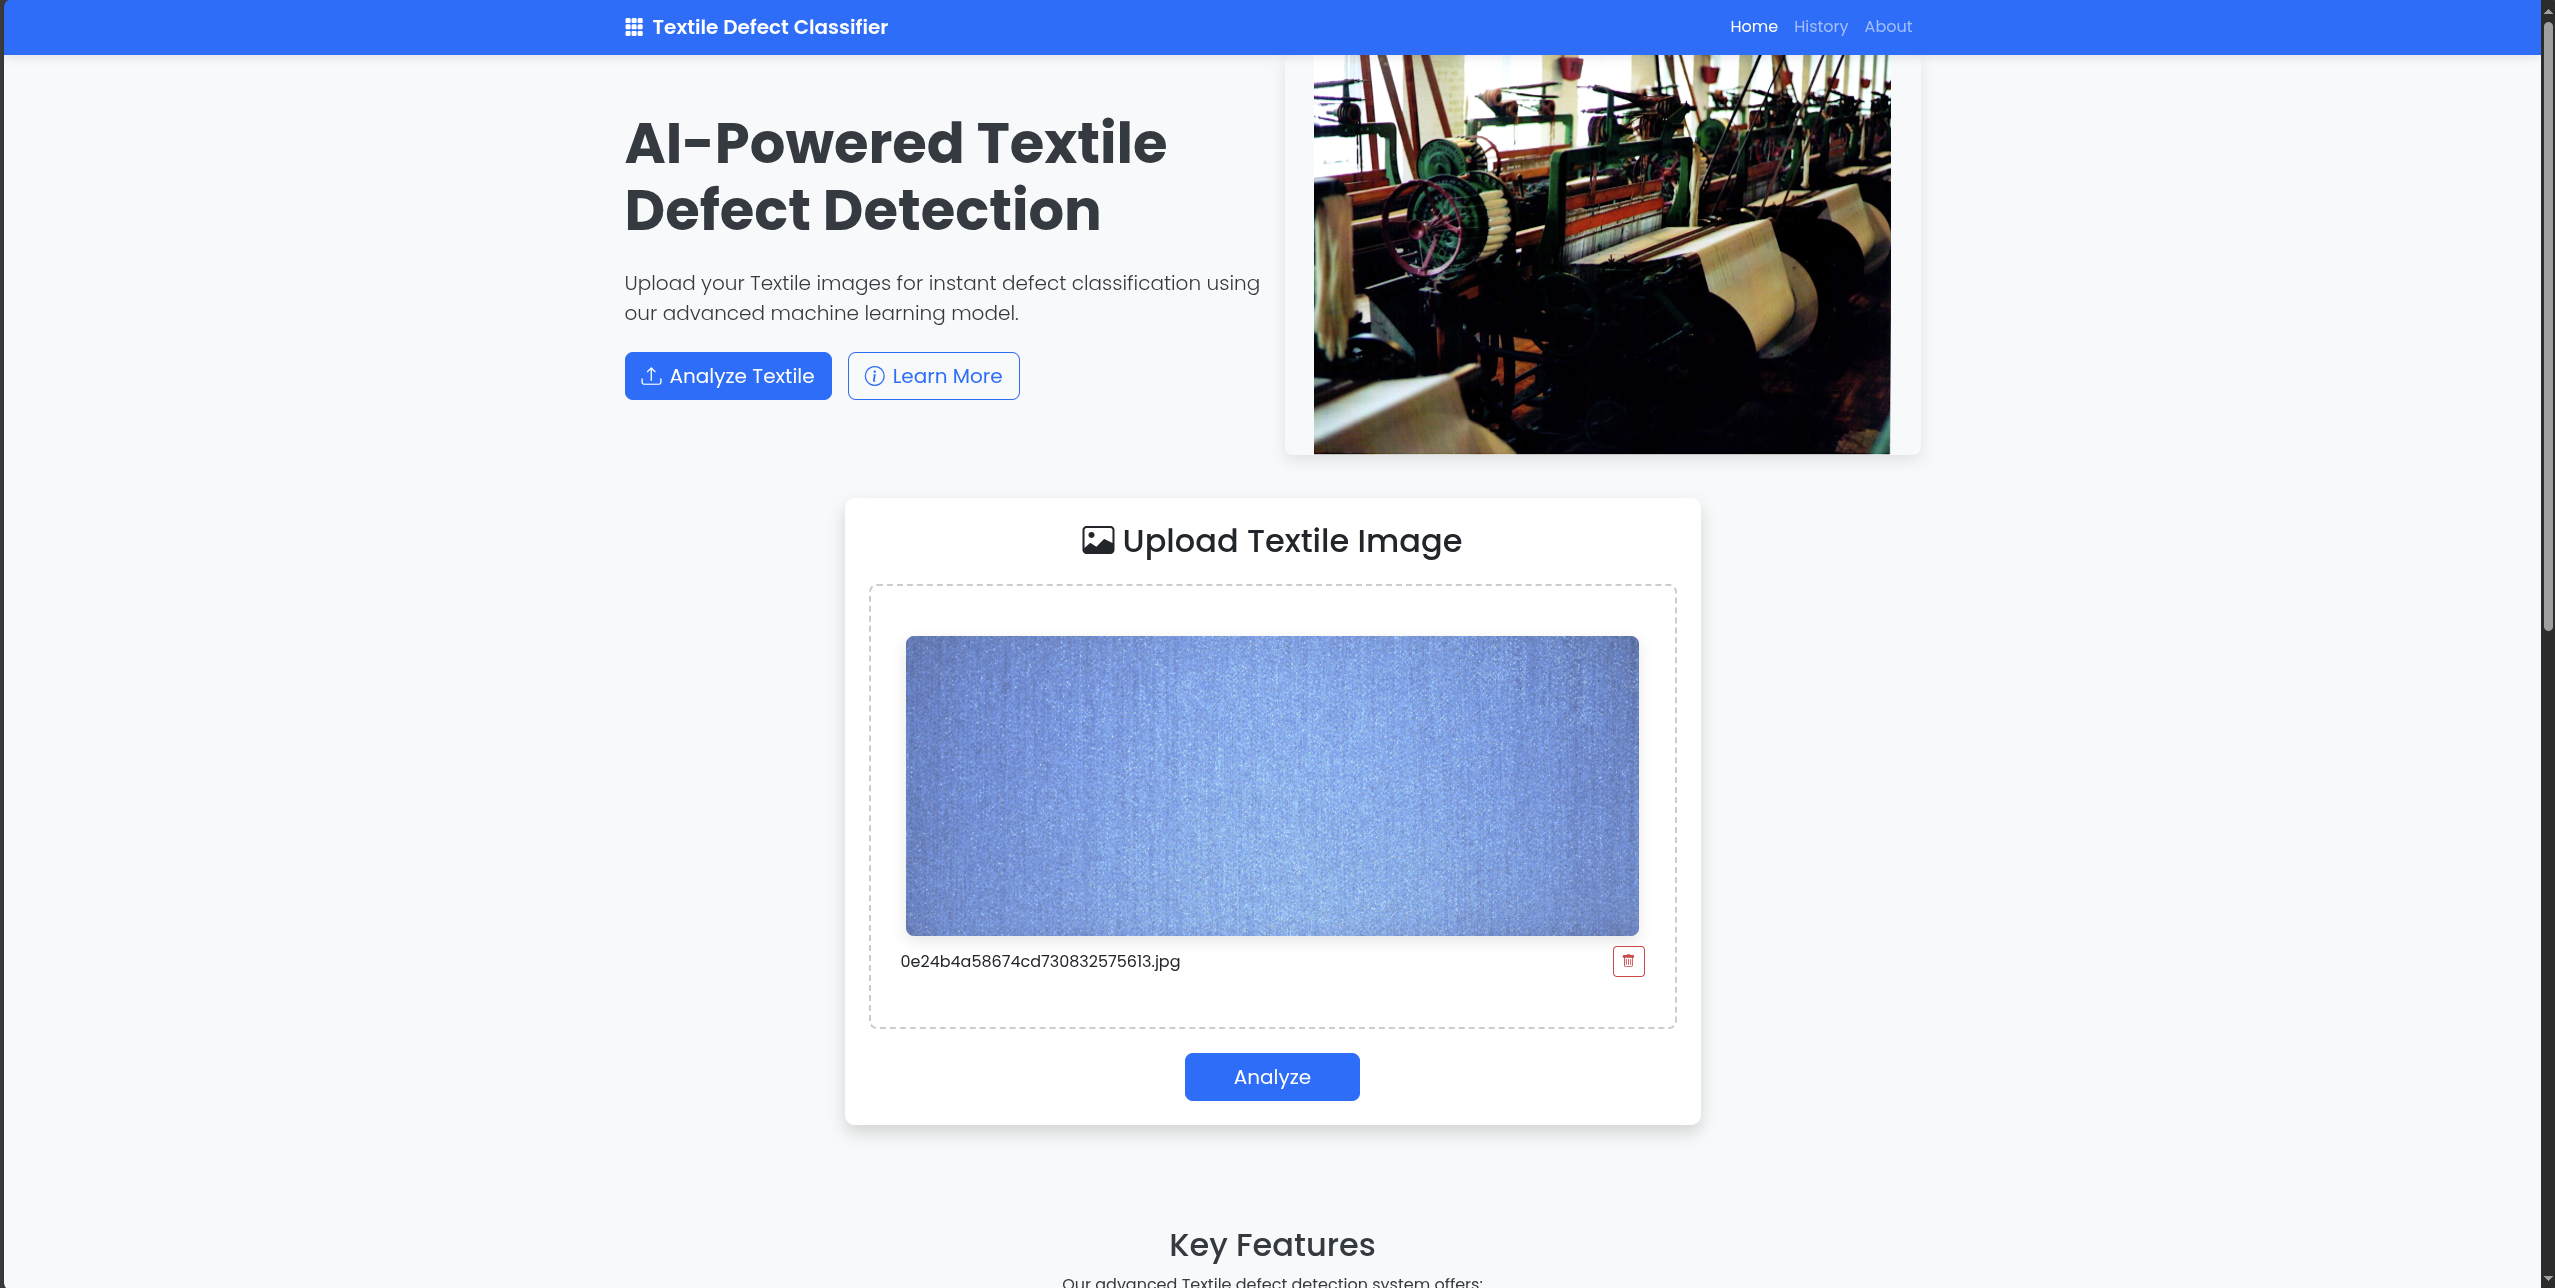 Textile Defect Classifier
Home History About
AI-Powered Textile
Defect Detection
Upload your Textile images for instant defect classification using
our advanced machine learning model.
Analyze Textile Learn More
Upload Textile Image
0e24b4a58674cd730832575613.jpg
Analyze
Key Features
Our advanced Textile defect detection system offers: